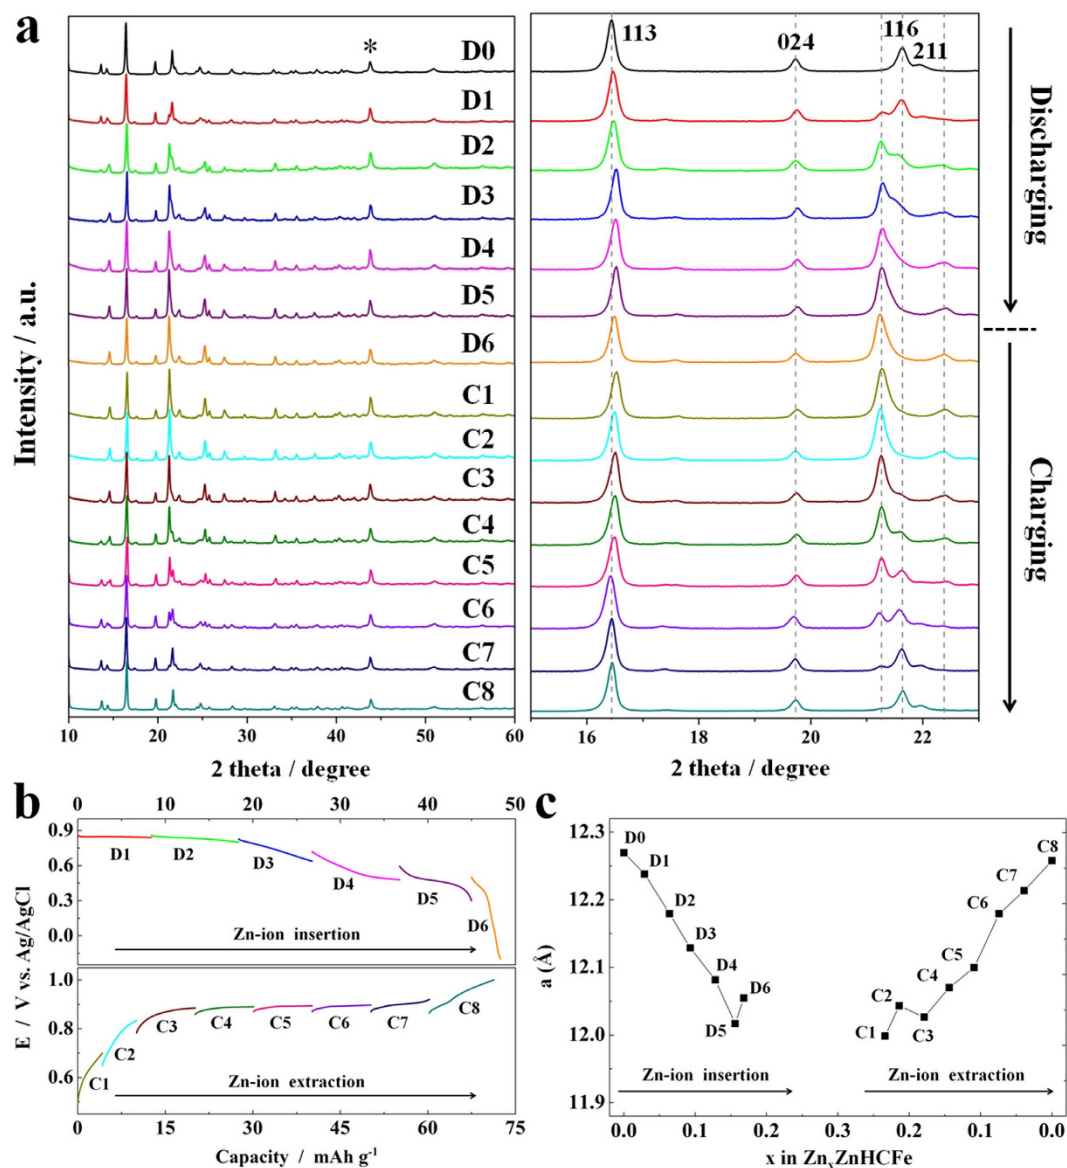 a
D0
D1
D2
D3
D4
D5
D6
C1
C2
C3
C4
C5
C6
C7
C8
*
113
024
116
211
Discharging
Charging
Intensity / a.u.
10 20 30 40 50 60
2 theta / degree
16 18 20 22
2 theta / degree
b
0 10 20 30 40 50
0.9
0.6
0.3
0.0
D1
D2
D3
D4
D5
D6
Zn-ion insertion
1.0
0.8
0.6
C1
C2
C3
C4
C5
C6
C7
C8
Zn-ion extraction
E / V vs. Ag/AgCl
0 15 30 45 60 75
Capacity / mAh g-1
c
12.3
12.2
12.1
12.0
11.9
a (Å)
D0
D1
D2
D3
D4
D5
D6
C1
C2
C3
C4
C5
C6
C7
C8
Zn-ion insertion
Zn-ion extraction
0.0 0.1 0.2 0.2 0.1 0.0
x in ZnxZnHCFe